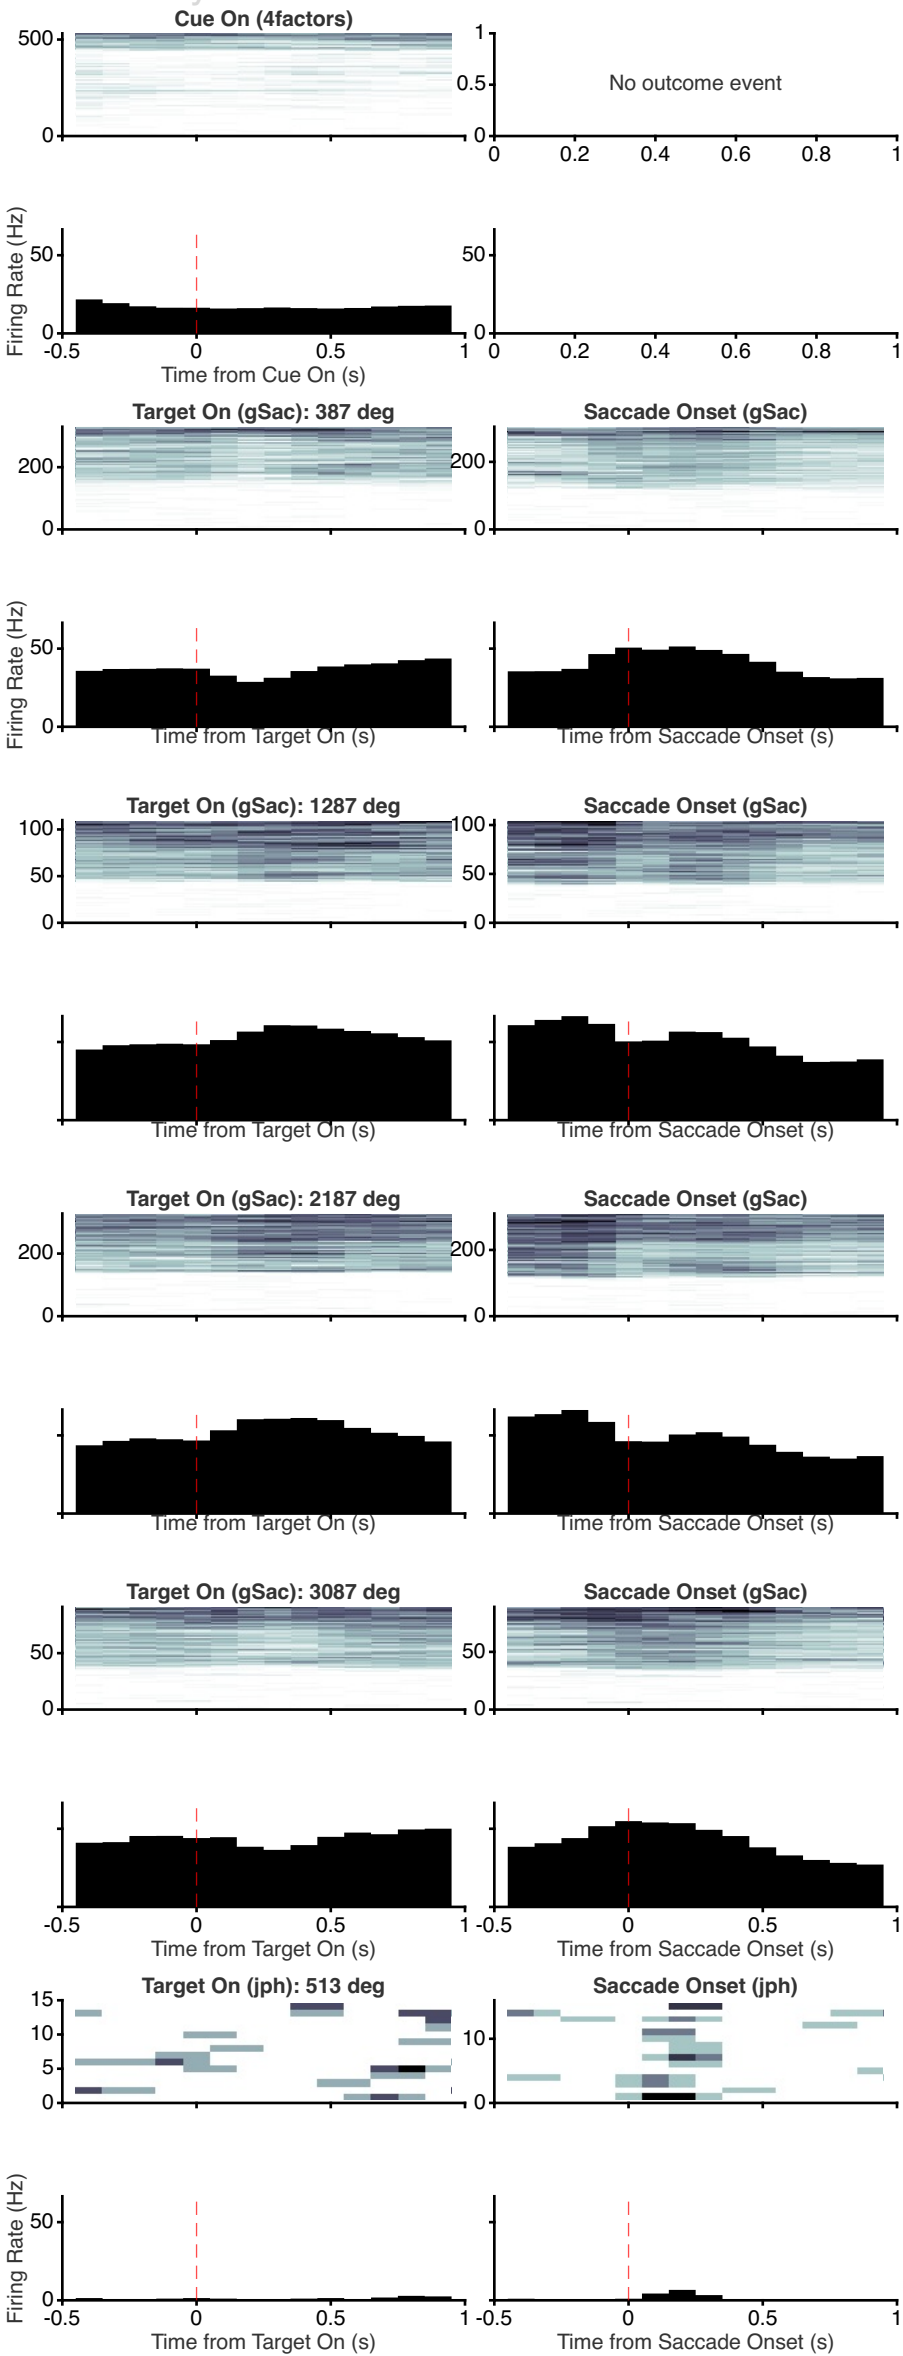 Cue On (4factors)
500
0
1
0.5
0
No outcome event
0 0.2 0.4 0.6 0.8 1
Firing Rate (Hz)
50
0
-0.5 0 0.5 1
Time from Cue On (s)
50
0
0 0.2 0.4 0.6 0.8 1
Target On (gSac): 387 deg
200
0
Saccade Onset (gSac)
200
0
Firing Rate (Hz)
50
0
Time from Target On (s)
Time from Saccade Onset (s)
Target On (gSac): 1287 deg
100
50
0
Saccade Onset (gSac)
100
50
0
Time from Target On (s)
Time from Saccade Onset (s)
Target On (gSac): 2187 deg
200
0
Saccade Onset (gSac)
200
0
Time from Target On (s)
Time from Saccade Onset (s)
Target On (gSac): 3087 deg
50
0
Saccade Onset (gSac)
50
0
-0.5 0 0.5 1
Time from Target On (s)
-0.5 0 0.5 1
Time from Saccade Onset (s)
Target On (jph): 513 deg
15
10
5
0
Saccade Onset (jph)
10
0
Firing Rate (Hz)
50
0
-0.5 0 0.5 1
Time from Target On (s)
-0.5 0 0.5 1
Time from Saccade Onset (s)